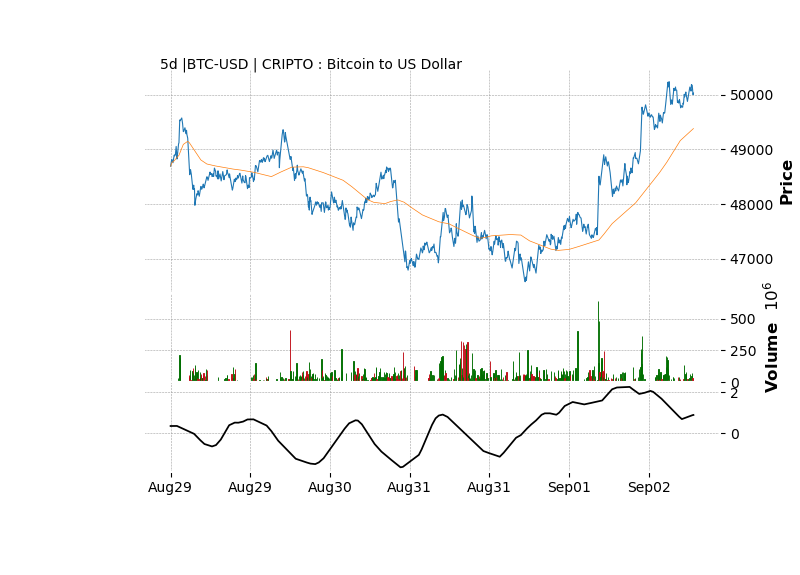 5d |BTC-USD | CRIPTO : Bitcoin to US Dollar
50000
49000
48000
47000
Price
500
250
0
Volume 10^6
2
0
Aug29 Aug29 Aug30 Aug31 Aug31 Sep01 Sep02